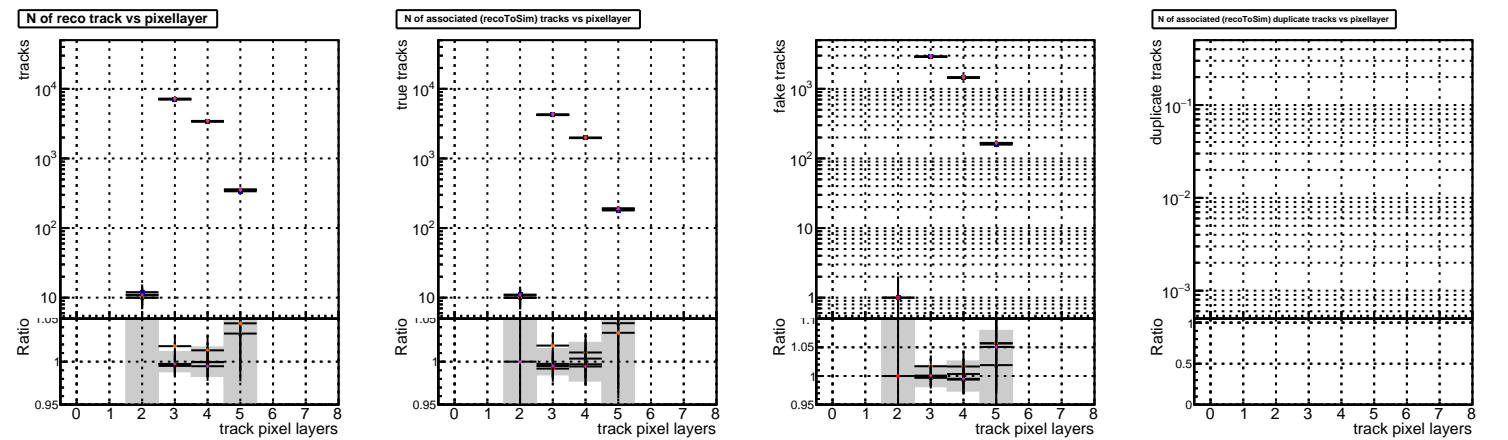 N of reco track vs pixellayer
tracks
10^4
10^3
10^2
10
1.05
Ratio
1
0.95
0 1 2 3 4 5 6 7 8
track pixel layers
N of associated (recoToSim) tracks vs pixellayer
true tracks
10^4
10^3
10^2
10
1.05
Ratio
1
0.95
0 1 2 3 4 5 6 7 8
track pixel layers
fake tracks
10^3
10^2
10
1
1.1
Ratio
1.05
1
0.95
0 1 2 3 4 5 6 7 8
track pixel layers
N of associated (recoToSim) duplicate tracks vs pixellayer
duplicate tracks
10^−1
10^−2
10^−3
Ratio
1
0.5
0
0 1 2 3 4 5 6 7 8
track pixel layers